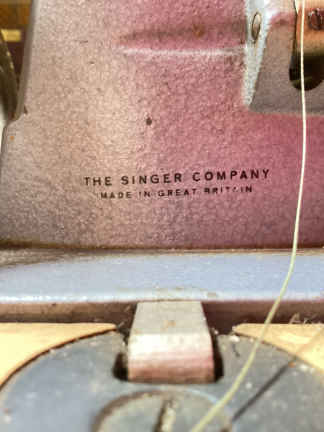 THE SINGER COMPANY
MADE IN GREAT BRITAIN